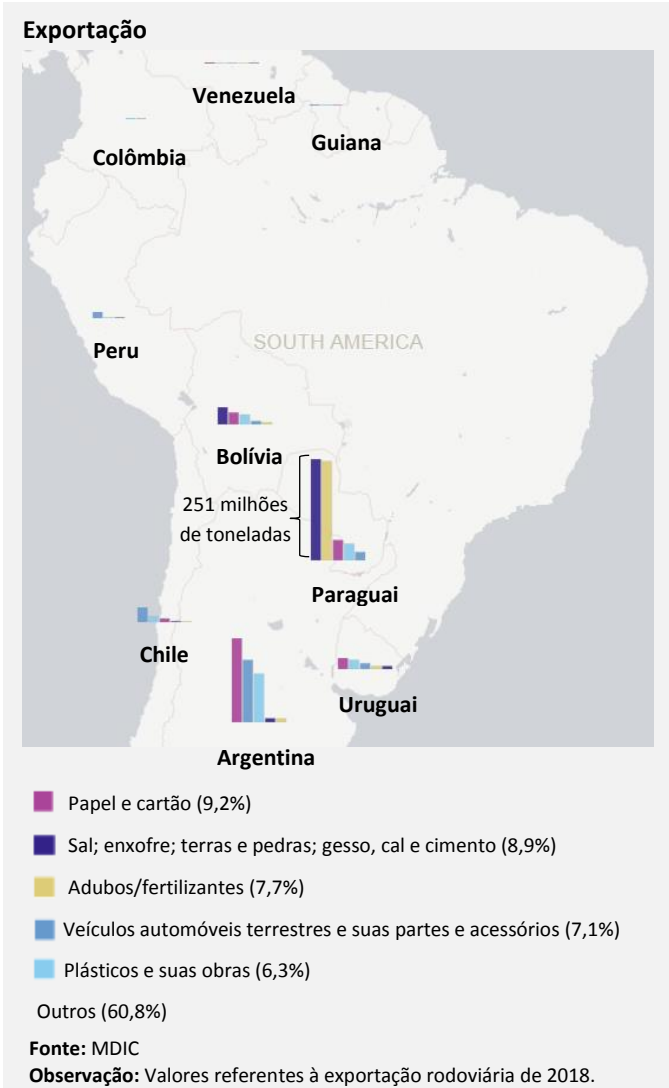 Exportação
Venezuela
Guiana
Colômbia
SOUTH AMERICA
Peru
Bolívia
251 milhões
de toneladas
Paraguai
Chile
Uruguai
Argentina
Papel e cartão (9,2%)
Sal; enxofre; terras e pedras; gesso, cal e cimento (8,9%)
Adubos/fertilizantes (7,7%)
Veículos automóveis terrestres e suas partes e acessórios (7,1%)
Plásticos e suas obras (6,3%)
Outros (60,8%)
Fonte: MDIC
Observação: Valores referentes à exportação rodoviária de 2018.